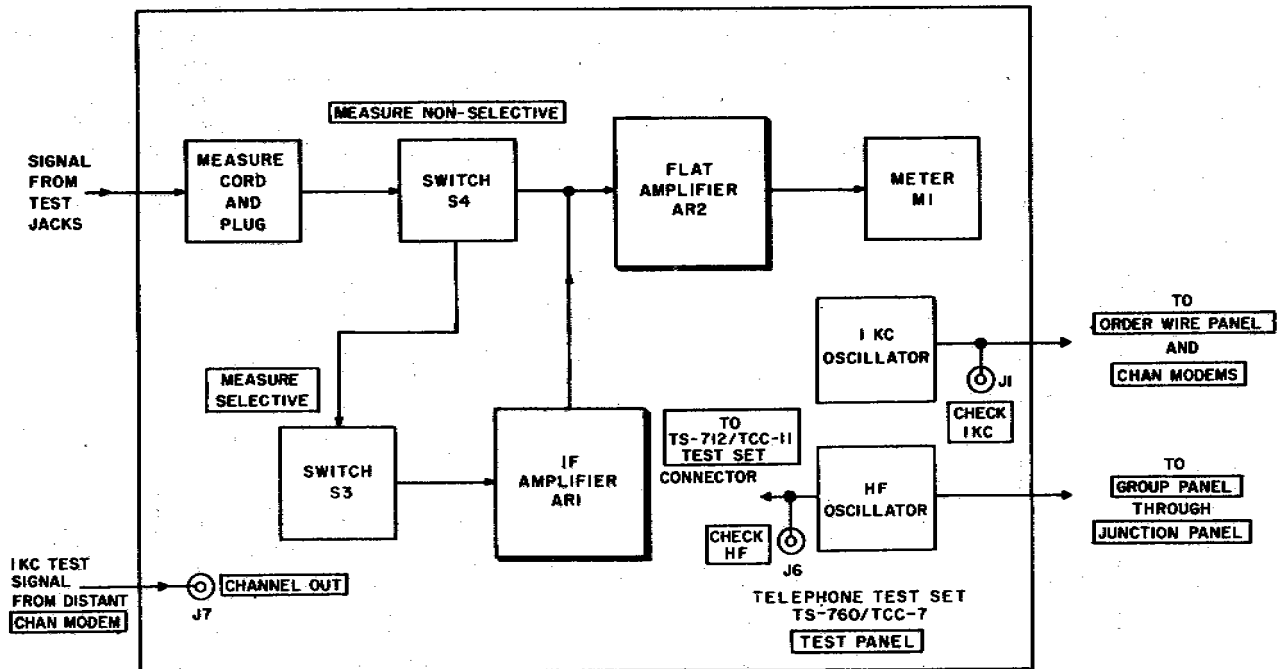 MEASURE NON-SELECTIVE
SIGNAL
FROM
TEST
JACKS
MEASURE
CORD
AND
PLUG
SWITCH
S4
FLAT
AMPLIFIER
AR2
METER
M1
1 KC
OSCILLATOR
J1
CHECK
1KC
TO
ORDER WIRE PANEL
AND
CHAN MODEMS
MEASURE
SELECTIVE
SWITCH
S3
IF
AMPLIFIER
AR1
TO
TS-712/TCC-11
TEST SET
CONNECTOR
HF
OSCILLATOR
CHECK
HF
J6
TO
GROUP PANEL
THROUGH
JUNCTION PANEL
1KC TEST
SIGNAL
FROM DISTANT
CHAN MODEM
J7
CHANNEL OUT
TELEPHONE TEST SET
TS-760/TCC-7
TEST PANEL